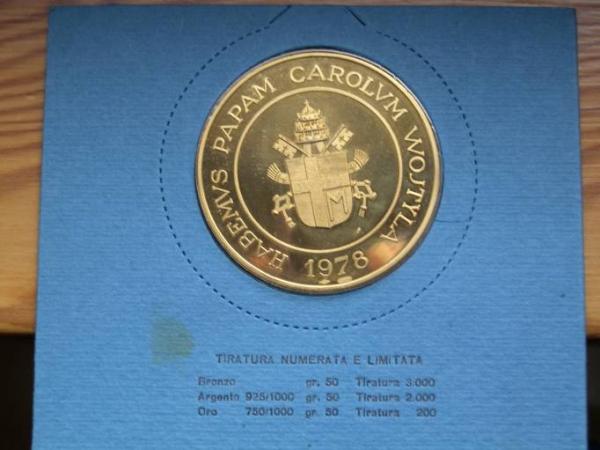 HABEMVS PAPAM CAROLVM WOJTYLA
1978
M
TIRATURA NUMERATA E LIMITATA
Bronzo gr. 50 Tiratura 3.000
Argento 925/1000 gr. 50 Tiratura 2.000
Oro 750/1000 gr. 50 Tiratura 200